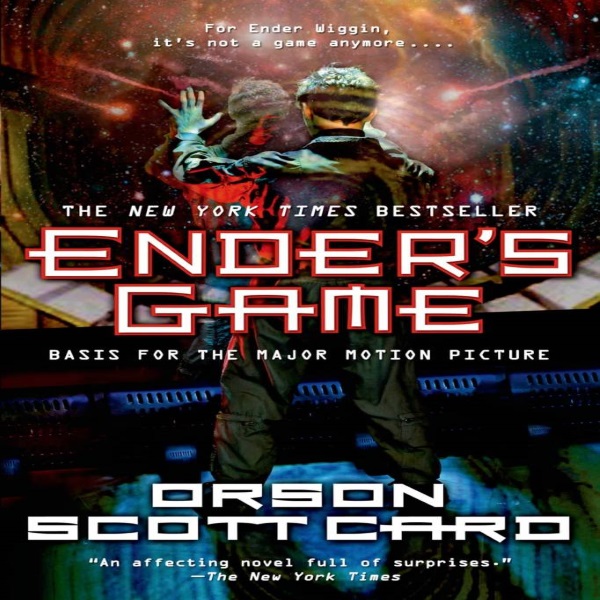 For Ender Wiggin,
it's not a game anymore....
THE NEW YORK TIMES BESTSELLER
ENDER'S
GAME
BASIS FOR THE MAJOR MOTION PICTURE
ORSON
SCOTT CARD
“An affecting novel full of surprises.”
—The New York Times